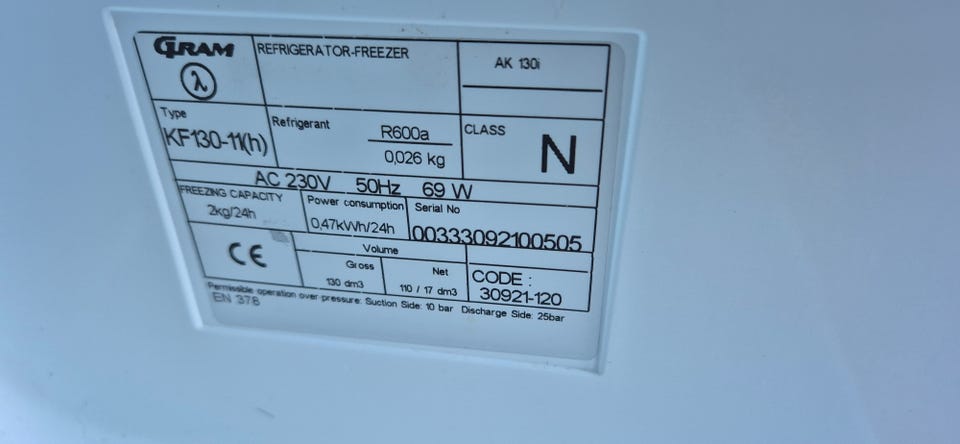 GRAM
REFRIGERATOR-FREEZER
AK 130i
λ
Type
KF130-11(h)
Refrigerant
R600a
0,026 kg
CLASS
N
AC 230V 50Hz 69 W
FREEZING CAPACITY
2kg/24h
Power consumption
0,47kWh/24h
Serial No
00333092100505
CE
Volume
Gross
130 dm3
Net
110 / 17 dm3
CODE :
30921-120
Permissible operation over-pressure: Suction Side: 10 bar Discharge Side: 25bar
EN 378